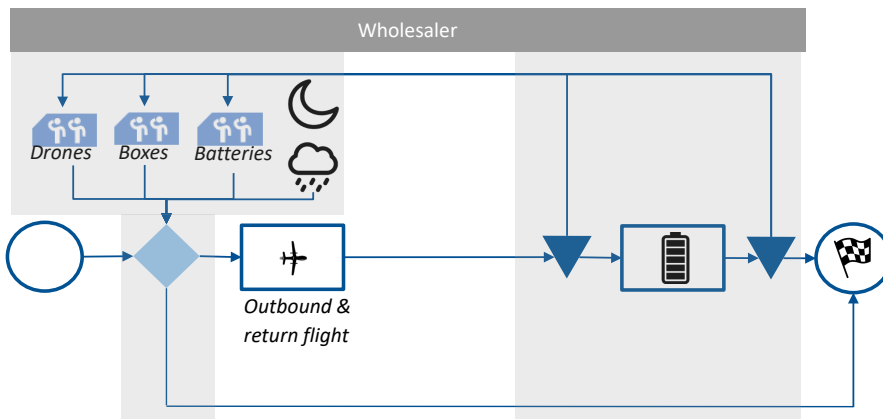 Wholesaler
Drones
Boxes
Batteries
Outbound &
return flight